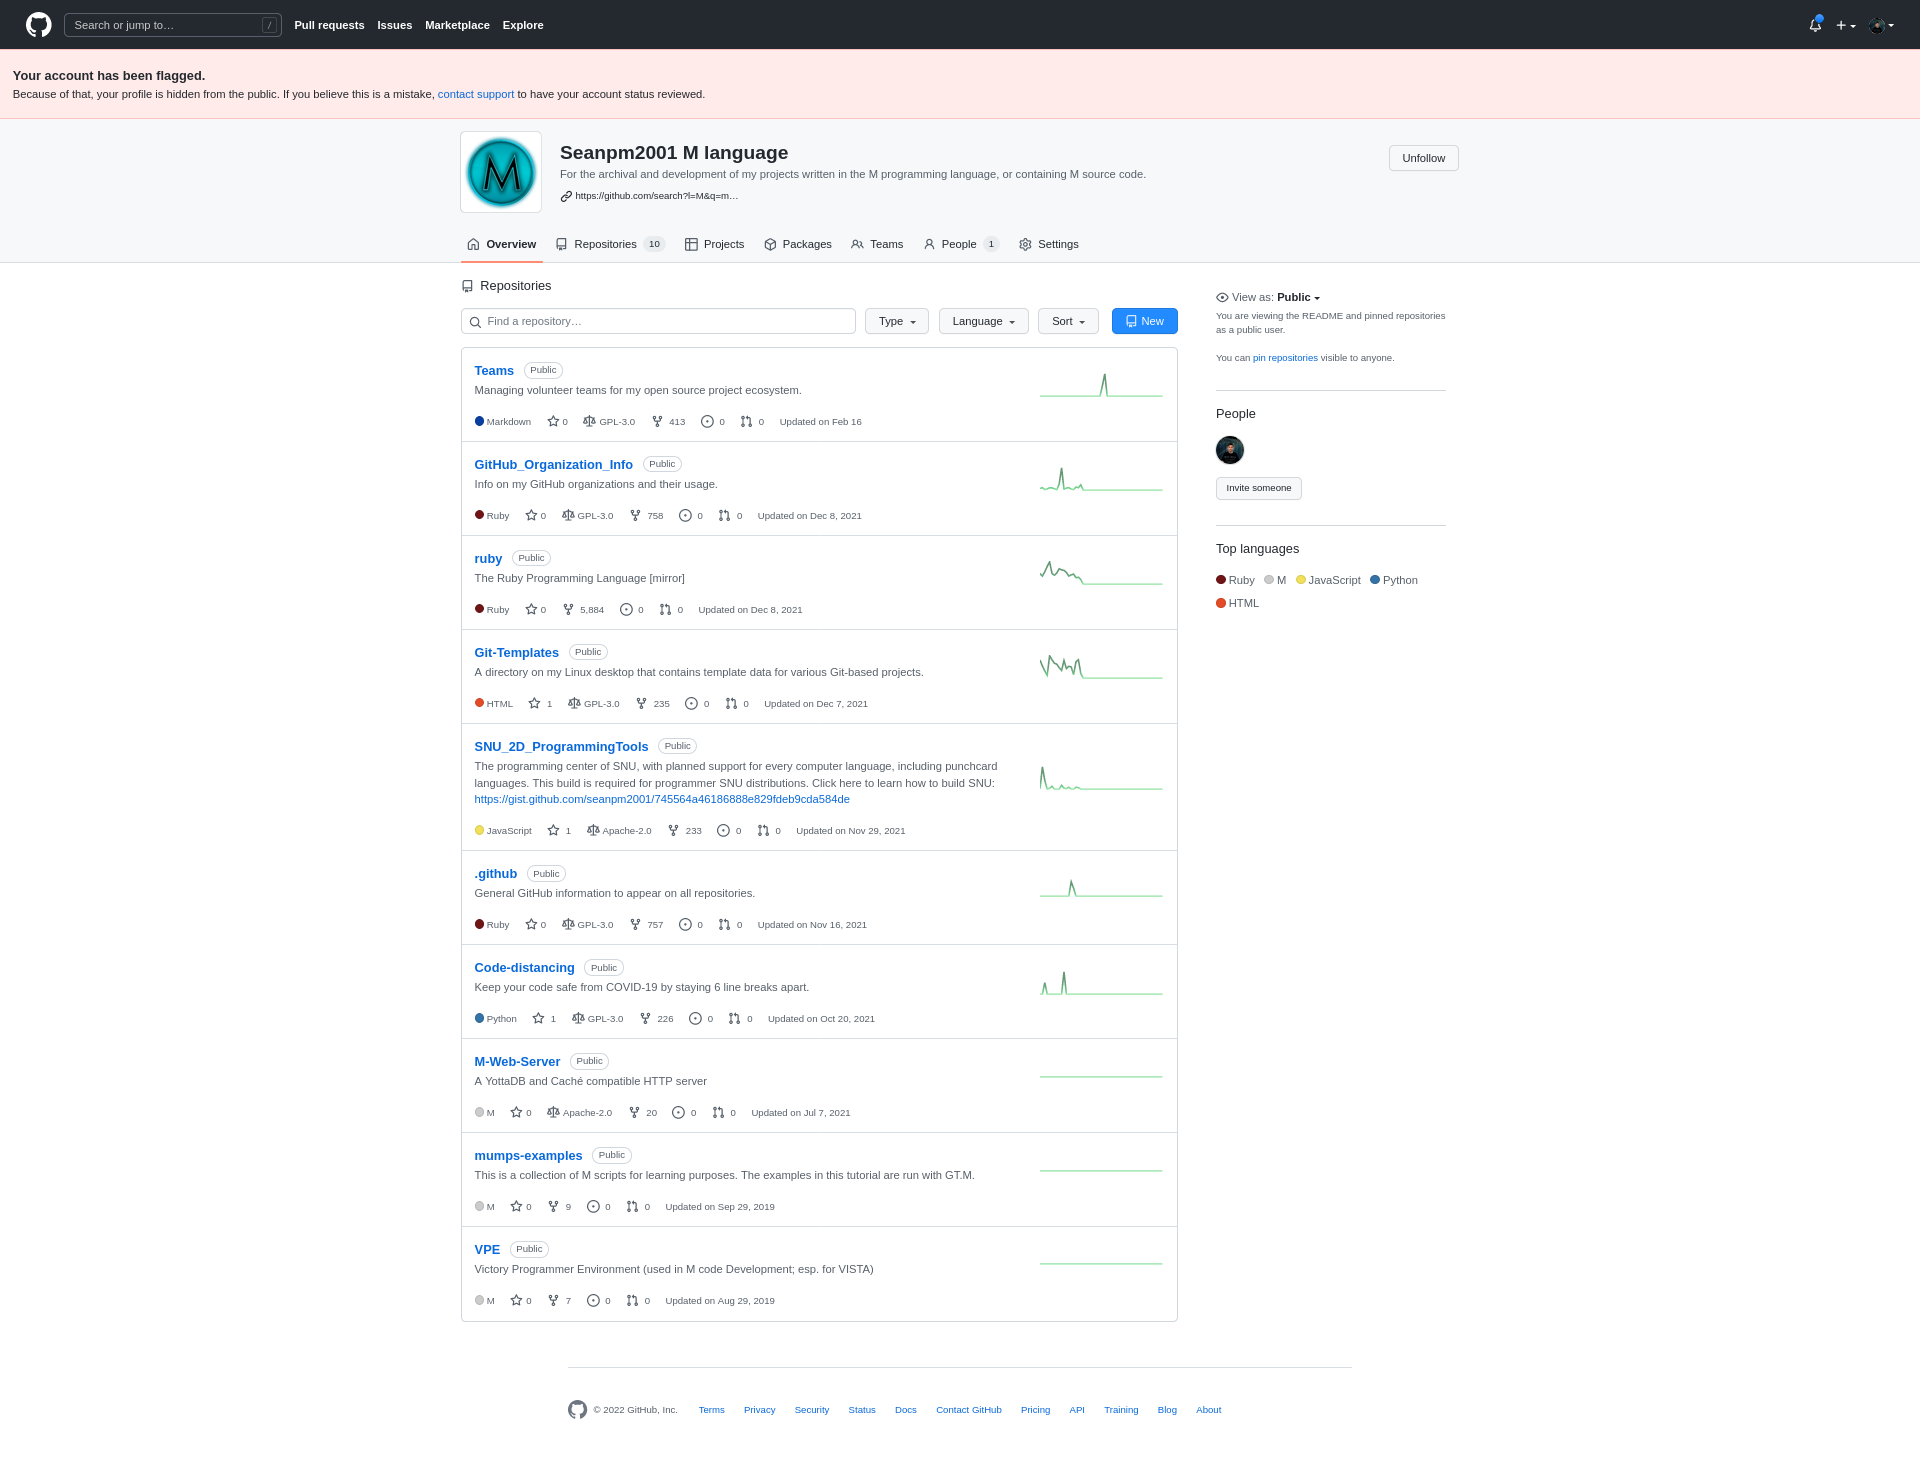 Search or jump to…
/
Pull requests Issues Marketplace Explore
Your account has been flagged.
Because of that, your profile is hidden from the public. If you believe this is a mistake, contact support to have your account status reviewed.
M
Seanpm2001 M language
Unfollow
For the archival and development of my projects written in the M programming language, or containing M source code.
https://github.com/search?l=M&q=m…
Overview Repositories 10 Projects Packages Teams People 1 Settings
Repositories
Find a repository…
Type Language Sort New
Teams Public
Managing volunteer teams for my open source project ecosystem.
Markdown 0 GPL-3.0 413 0 0 Updated on Feb 16
GitHub_Organization_Info Public
Info on my GitHub organizations and their usage.
Ruby 0 GPL-3.0 758 0 0 Updated on Dec 8, 2021
ruby Public
The Ruby Programming Language [mirror]
Ruby 0 5,884 0 0 Updated on Dec 8, 2021
Git-Templates Public
A directory on my Linux desktop that contains template data for various Git-based projects.
HTML 1 GPL-3.0 235 0 0 Updated on Dec 7, 2021
SNU_2D_ProgrammingTools Public
The programming center of SNU, with planned support for every computer language, including punchcard
languages. This build is required for programmer SNU distributions. Click here to learn how to build SNU:
https://gist.github.com/seanpm2001/745564a46186888e829fdeb9cda584de
JavaScript 1 Apache-2.0 233 0 0 Updated on Nov 29, 2021
.github Public
General GitHub information to appear on all repositories.
Ruby 0 GPL-3.0 757 0 0 Updated on Nov 16, 2021
Code-distancing Public
Keep your code safe from COVID-19 by staying 6 line breaks apart.
Python 1 GPL-3.0 226 0 0 Updated on Oct 20, 2021
M-Web-Server Public
A YottaDB and Caché compatible HTTP server
M 0 Apache-2.0 20 0 0 Updated on Jul 7, 2021
mumps-examples Public
This is a collection of M scripts for learning purposes. The examples in this tutorial are run with GT.M.
M 0 9 0 0 Updated on Sep 29, 2019
VPE Public
Victory Programmer Environment (used in M code Development; esp. for VISTA)
M 0 7 0 0 Updated on Aug 29, 2019
View as: Public
You are viewing the README and pinned repositories
as a public user.
You can pin repositories visible to anyone.
People
Invite someone
Top languages
Ruby M JavaScript Python
HTML
© 2022 GitHub, Inc. Terms Privacy Security Status Docs Contact GitHub Pricing API Training Blog About